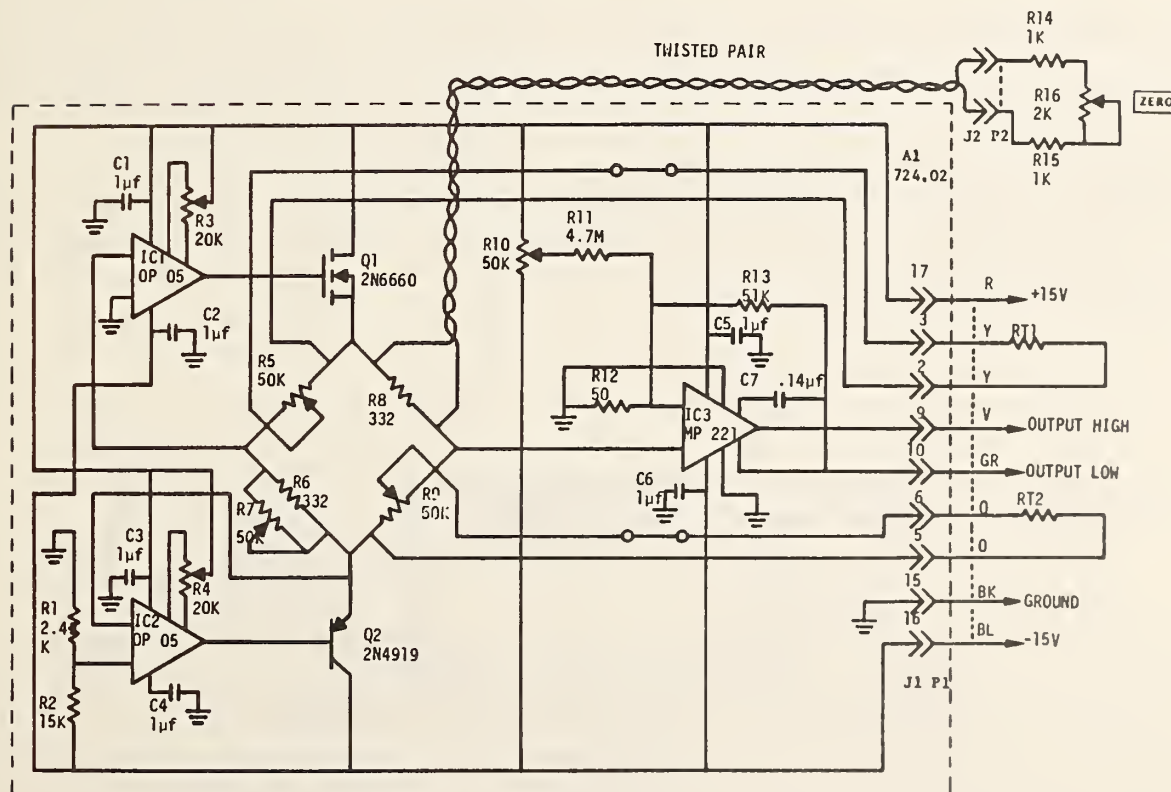 TWISTED PAIR
R14
1K
R16
2K
ZERO
J2 P2
R15
1K
A1
724.02
C1
1μf
R3
20K
IC1
OP 05
C2
1μf
Q1
2N6660
R10
50K
R11
4.7M
R13
51K
C5 1μf
R5
50K
R8
332
R12
50
C7
.14μf
IC3
MP 221
17
R
+15V
3
Y
RT1
2
Y
9
V
OUTPUT HIGH
10
GR
OUTPUT LOW
6
O
RT2
5
O
15
BK
GROUND
16
BL
-15V
J1 P1
R6
332
R7
50K
R9
50K
C6
1μf
C3
1μf
R4
20K
R1
K
IC2
OP 05
Q2
2N4919
R2
15K
C4
1μf